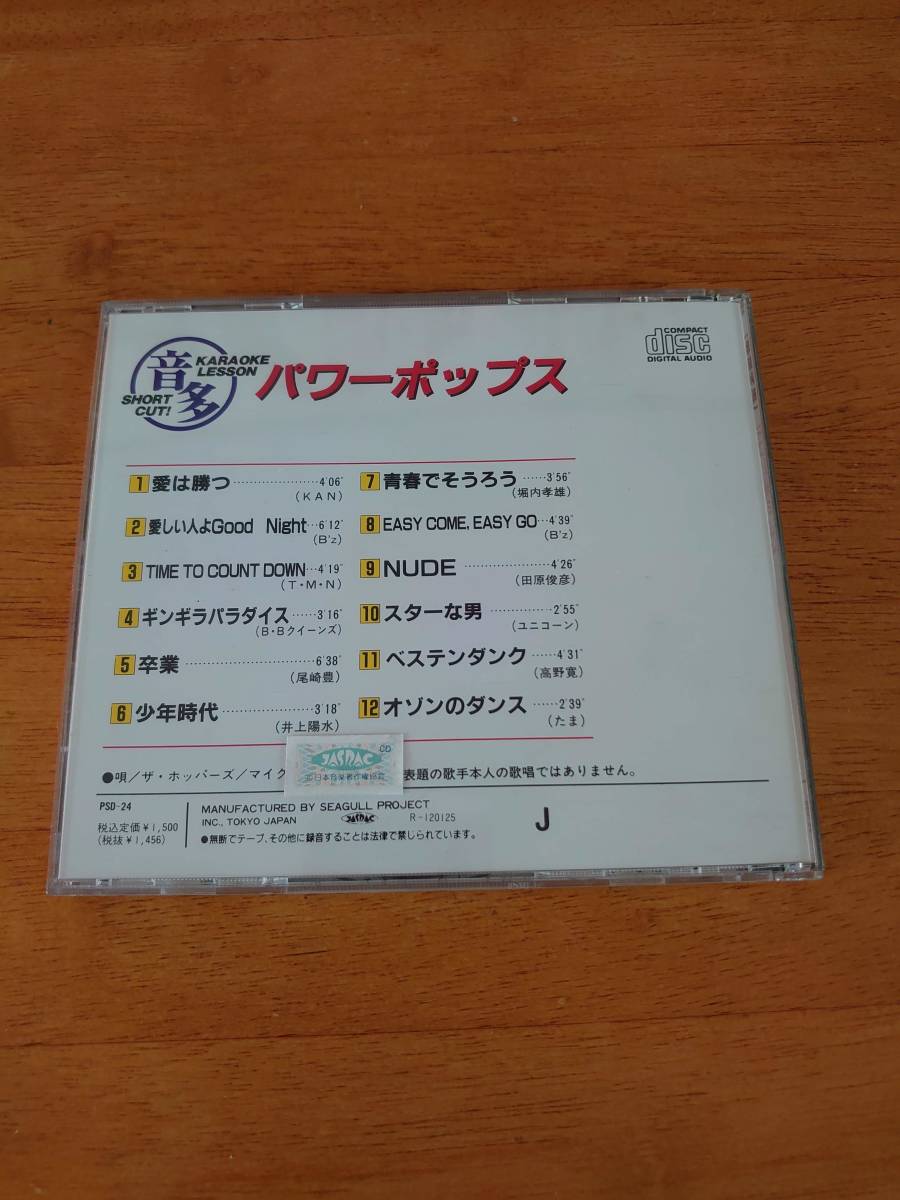 音多
KARAOKE
LESSON
SHORT
CUT!
パワーポップス
COMPACT
disc
DIGITAL AUDIO
1 愛は勝つ……………………4'06"
(KAN)
2 愛しい人よGood Night…6'12"
(B'z)
3 TIME TO COUNT DOWN…4'19"
(T・M・N)
4 ギンギラパラダイス……3'16"
(B・Bクイーンズ)
5 卒業……………………………6'38"
(尾崎豊)
6 少年時代……………………3'18"
(井上陽水)
7 青春でそうろう……3'56"
(堀内孝雄)
8 EASY COME, EASY GO…4'39"
(B'z)
9 NUDE……………………4'26"
(田原俊彦)
10 スターな男……………2'55"
(ユニコーン)
11 ベステンダンク……4'31"
(高野寛)
12 オゾンのダンス……2'39"
(たま)
●唄/ザ・ホッパーズ/マイク
表題の歌手本人の歌唱ではありません。
JASRAC
CD
日本音楽著作権協会
PSD-24
税込定価¥1,500
(税抜¥1,456)
MANUFACTURED BY SEAGULL PROJECT
INC., TOKYO JAPAN JASRAC R-120125
●無断でテープ、その他に録音することは法律で禁じられています。
J